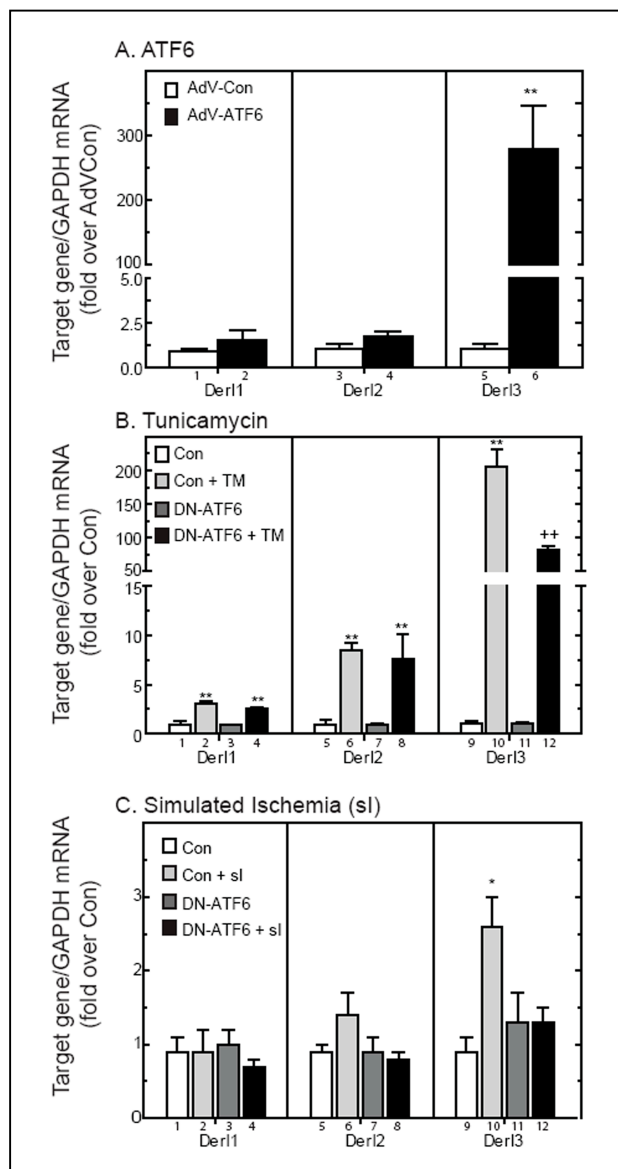 A. ATF6
Target gene/GAPDH mRNA
(fold over AdVCon)
AdV-Con
AdV-ATF6
**
300
200
100
5.0
2.5
0.0
1 2 3 4 5 6
Derl1 Derl2 Derl3
B. Tunicamycin
Target gene/GAPDH mRNA
(fold over Con)
Con
Con + TM
DN-ATF6
DN-ATF6 + TM
** ** ** ** ** ++
200
150
100
50
15
10
5
0
1 2 3 4 5 6 7 8 9 10 11 12
Derl1 Derl2 Derl3
C. Simulated Ischemia (sI)
Target gene/GAPDH mRNA
(fold over Con)
Con
Con + sI
DN-ATF6
DN-ATF6 + sI
*
3
2
1
0
1 2 3 4 5 6 7 8 9 10 11 12
Derl1 Derl2 Derl3